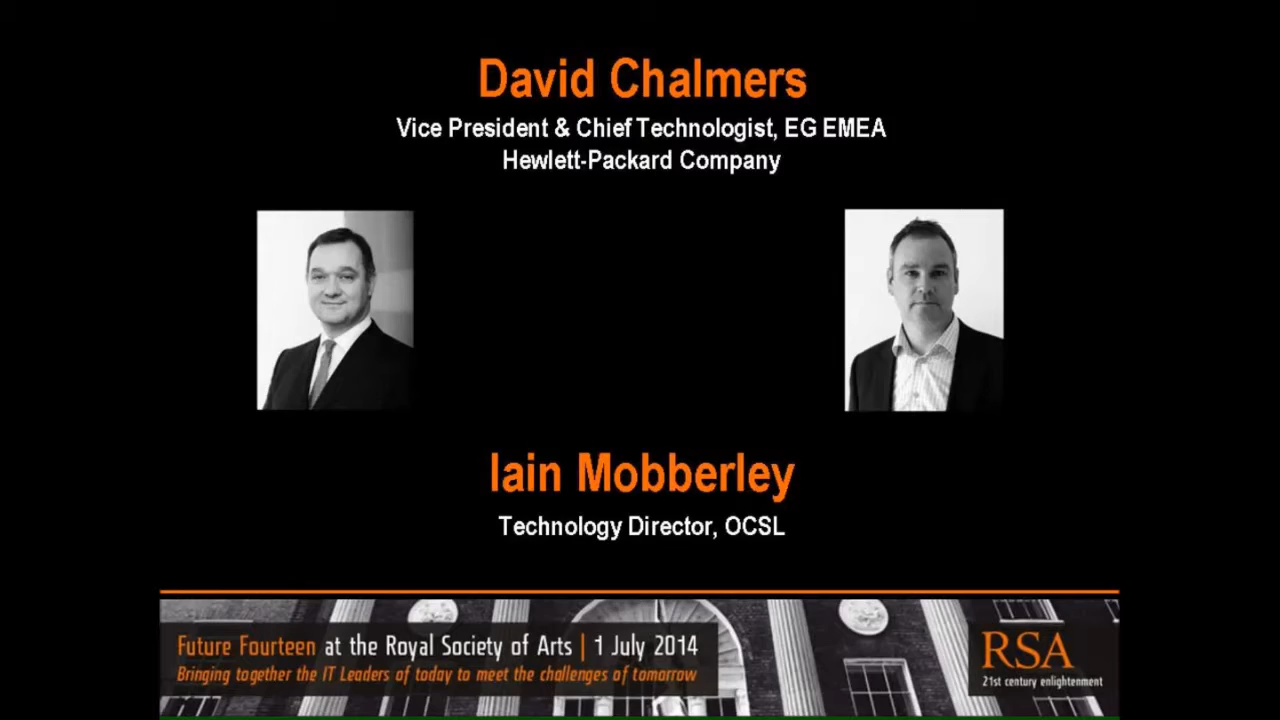 David Chalmers
Vice President & Chief Technologist, EG EMEA
Hewlett-Packard Company
Iain Mobberley
Technology Director, OCSL
Future Fourteen at the Royal Society of Arts | 1 July 2014
Bringing together the IT Leaders of today to meet the challenges of tomorrow
RSA
21st century enlightenment